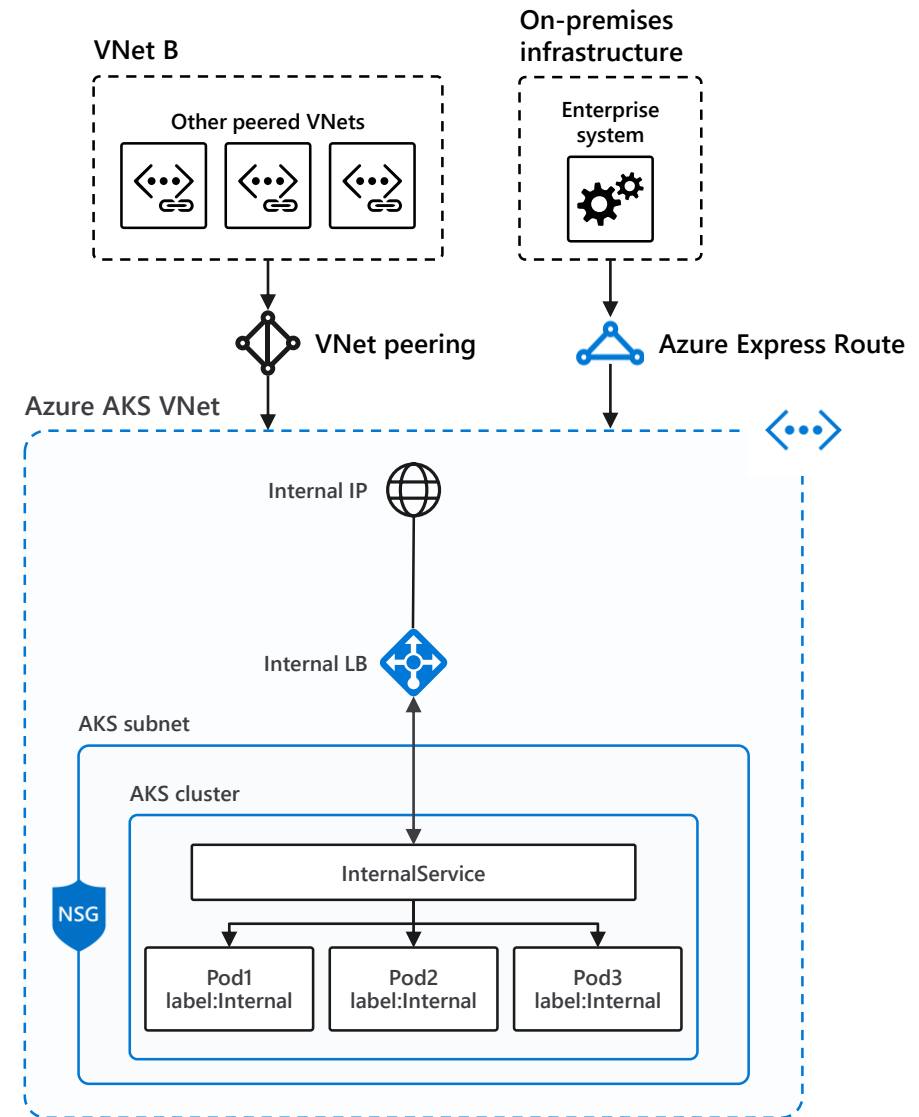 VNet B
On-premises
infrastructure
Other peered VNets
Enterprise
system
VNet peering
Azure Express Route
Azure AKS VNet
Internal IP
Internal LB
AKS subnet
AKS cluster
InternalService
NSG
Pod1
label:Internal
Pod2
label:Internal
Pod3
label:Internal